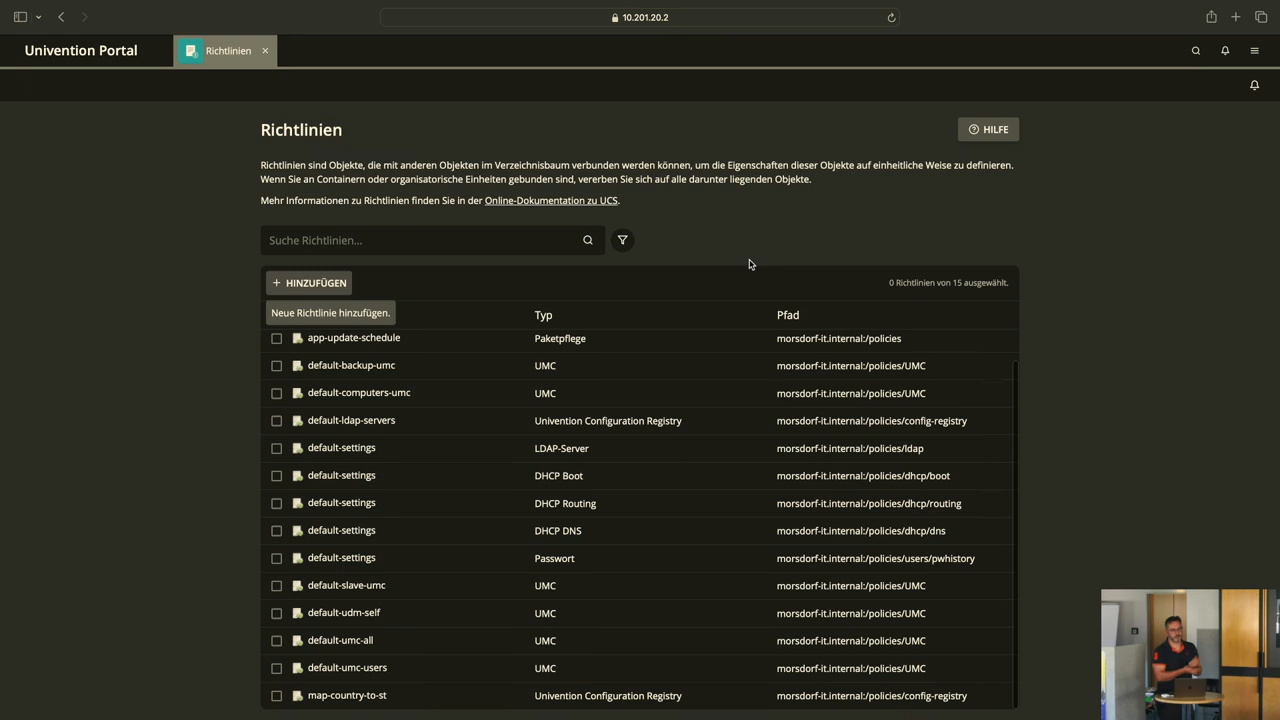 10.201.20.2
Univention Portal
Richtlinien
Richtlinien
HILFE
Richtlinien sind Objekte, die mit anderen Objekten im Verzeichnisbaum verbunden werden können, um die Eigenschaften dieser Objekte auf einheitliche Weise zu definieren.
Wenn Sie an Containern oder organisatorische Einheiten gebunden sind, vererben Sie sich auf alle darunter liegenden Objekte.
Mehr Informationen zu Richtlinien finden Sie in der Online-Dokumentation zu UCS.
Suche Richtlinien...
+ HINZUFÜGEN
0 Richtlinien von 15 ausgewählt.
Neue Richtlinie hinzufügen.
Typ
Pfad
app-update-schedule Paketpflege morsdorf-it.internal:/policies
default-backup-umc UMC morsdorf-it.internal:/policies/UMC
default-computers-umc UMC morsdorf-it.internal:/policies/UMC
default-ldap-servers Univention Configuration Registry morsdorf-it.internal:/policies/config-registry
default-settings LDAP-Server morsdorf-it.internal:/policies/ldap
default-settings DHCP Boot morsdorf-it.internal:/policies/dhcp/boot
default-settings DHCP Routing morsdorf-it.internal:/policies/dhcp/routing
default-settings DHCP DNS morsdorf-it.internal:/policies/dhcp/dns
default-settings Passwort morsdorf-it.internal:/policies/users/pwhistory
default-slave-umc UMC morsdorf-it.internal:/policies/UMC
default-udm-self UMC morsdorf-it.internal:/policies/UMC
default-umc-all UMC morsdorf-it.internal:/policies/UMC
default-umc-users UMC morsdorf-it.internal:/policies/UMC
map-country-to-st Univention Configuration Registry morsdorf-it.internal:/policies/config-registry